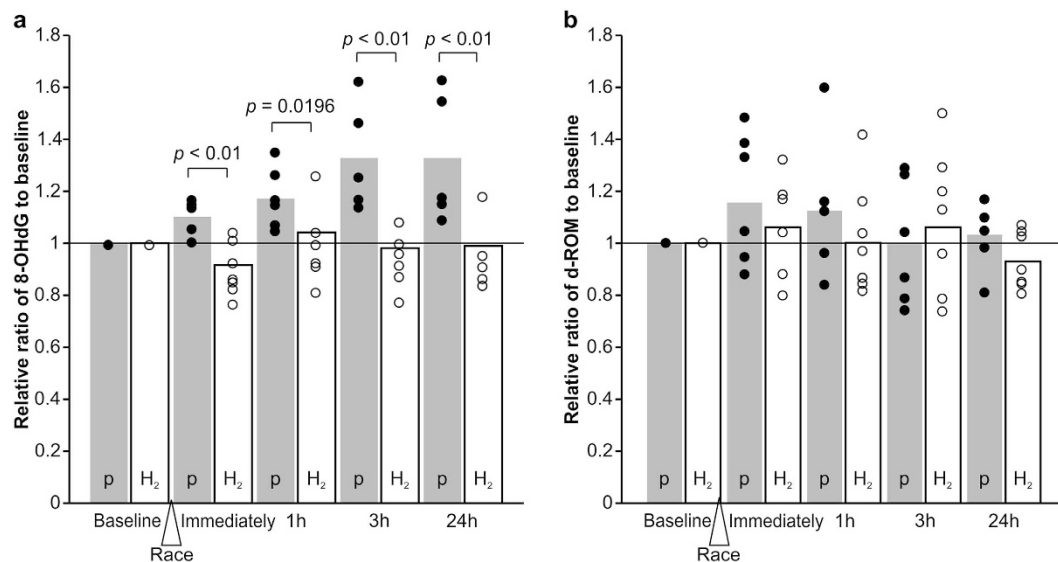 a
Relative ratio of 8-OHdG to baseline
1.8
1.6
1.4
1.2
1
0.8
0.6
0.4
0.2
0
p < 0.01
p = 0.0196
p < 0.01
p < 0.01
p H₂ p H₂ p H₂ p H₂ p H₂
Baseline Immediately 1h 3h 24h
Race
b
Relative ratio of d-ROM to baseline
1.8
1.6
1.4
1.2
1
0.8
0.6
0.4
0.2
0
p H₂ p H₂ p H₂ p H₂ p H₂
Baseline Immediately 1h 3h 24h
Race